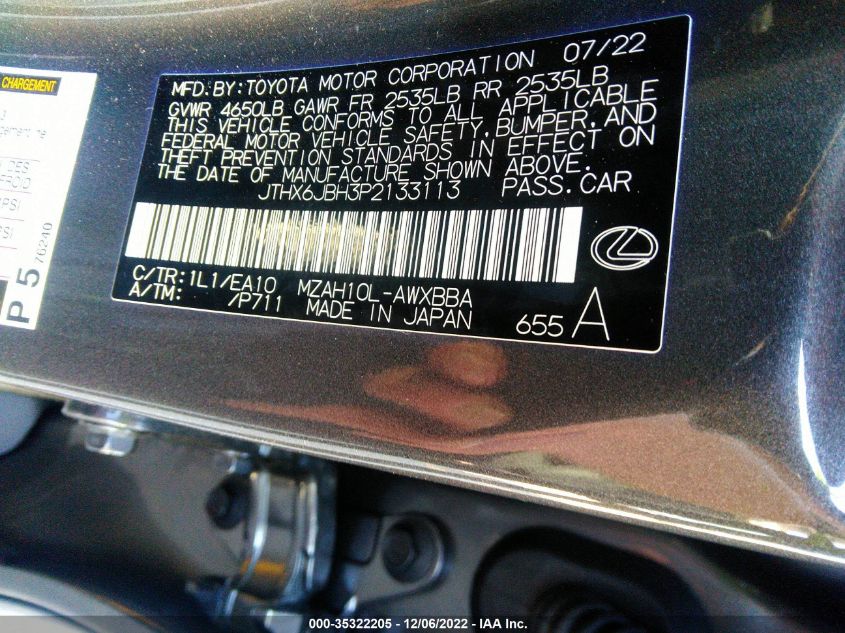 CHARGEMENT
MFD. BY: TOYOTA MOTOR CORPORATION 07/22
GVWR 4650LB GAWR FR 2535LB RR 2535LB
THIS VEHICLE CONFORMS TO ALL APPLICABLE
FEDERAL MOTOR VEHICLE SAFETY, BUMPER, AND
THEFT PREVENTION STANDARDS IN EFFECT ON
THE DATE OF MANUFACTURE SHOWN ABOVE.
JTHX6JBH3P2133113 PASS. CAR
C/TR: 1L1/EA10 MZAH10L-AWXBBA
A/TM: /P711 MADE IN JAPAN
655 A
P 5 76240
000-35322205 - 12/06/2022 - IAA Inc.